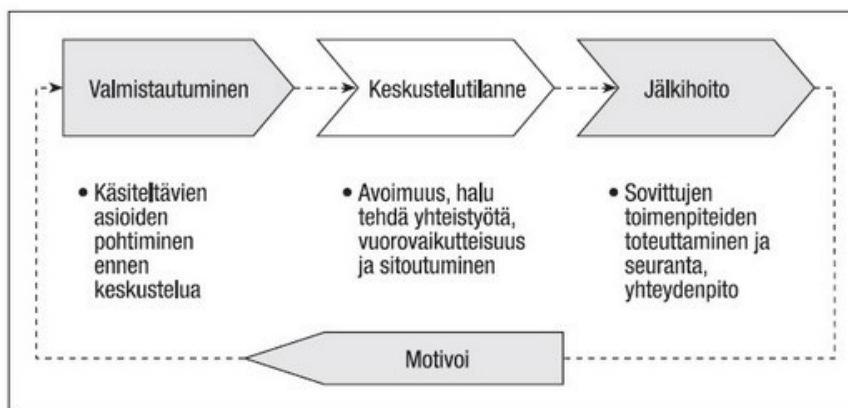 Valmistautuminen
Keskustelutilanne
Jälkihoito
• Käsiteltävien
asioiden
pohtiminen
ennen
keskustelua
• Avoimuus, halu
tehdä yhteistyötä,
vuorovaikutteisuus
ja sitoutuminen
• Sovittujen
toimenpiteiden
toteuttaminen ja
seuranta,
yhteydenpito
Motivoi